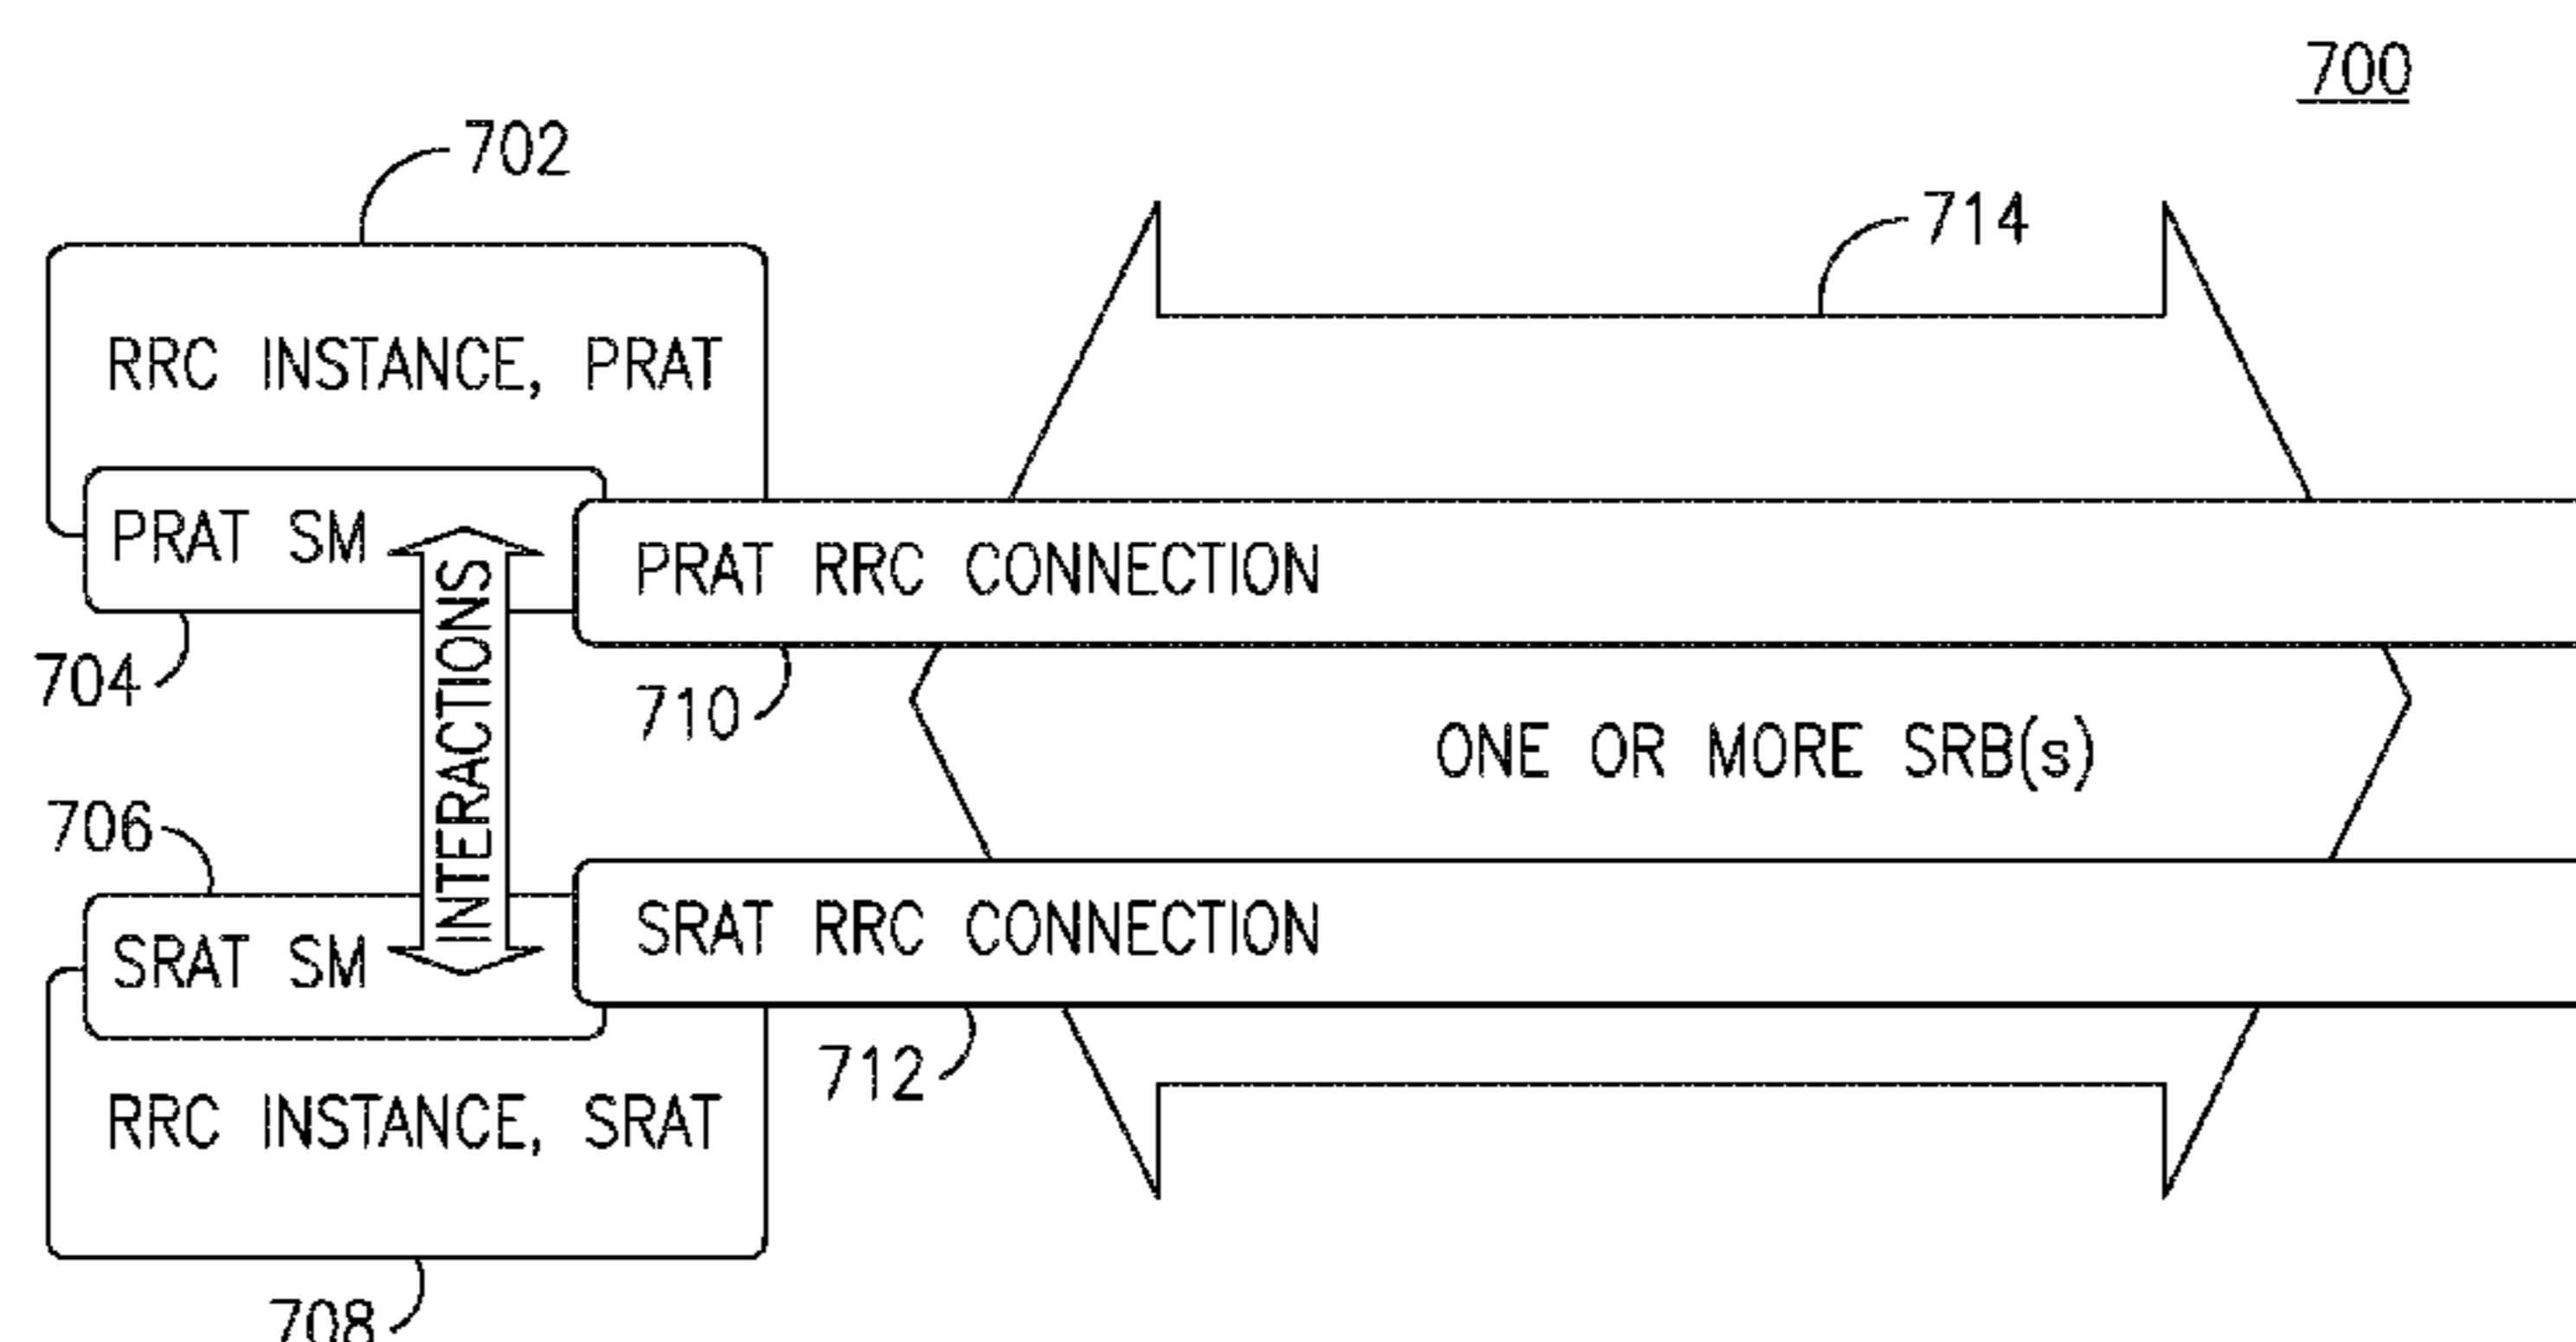 700
702
714
RRC INSTANCE, PRAT
PRAT SM
PRAT RRC CONNECTION
INTERACTIONS
704
710
ONE OR MORE SRB(s)
706
SRAT SM
SRAT RRC CONNECTION
712
RRC INSTANCE, SRAT
708